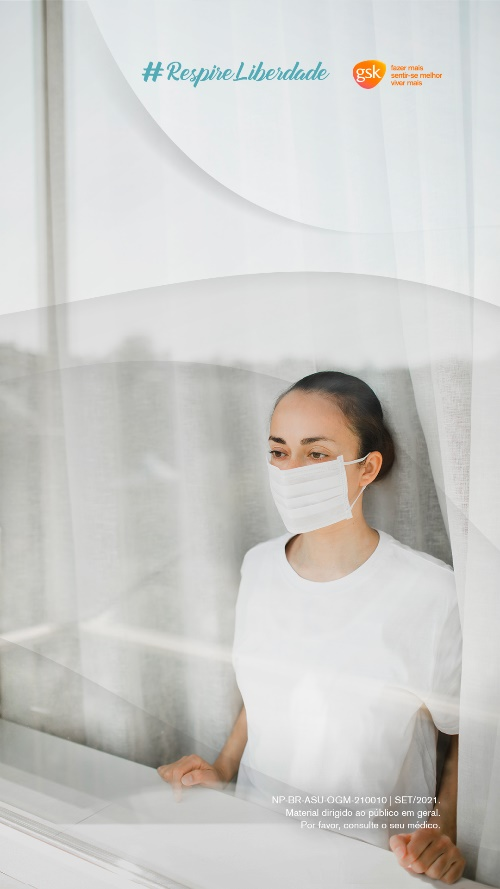 #RespireLiberdade
gsk
fazer mais
sentir-se melhor
viver mais
NP-BR-ASU-OGM-210010 | SET/2021.
Material dirigido ao público em geral.
Por favor, consulte o seu médico.